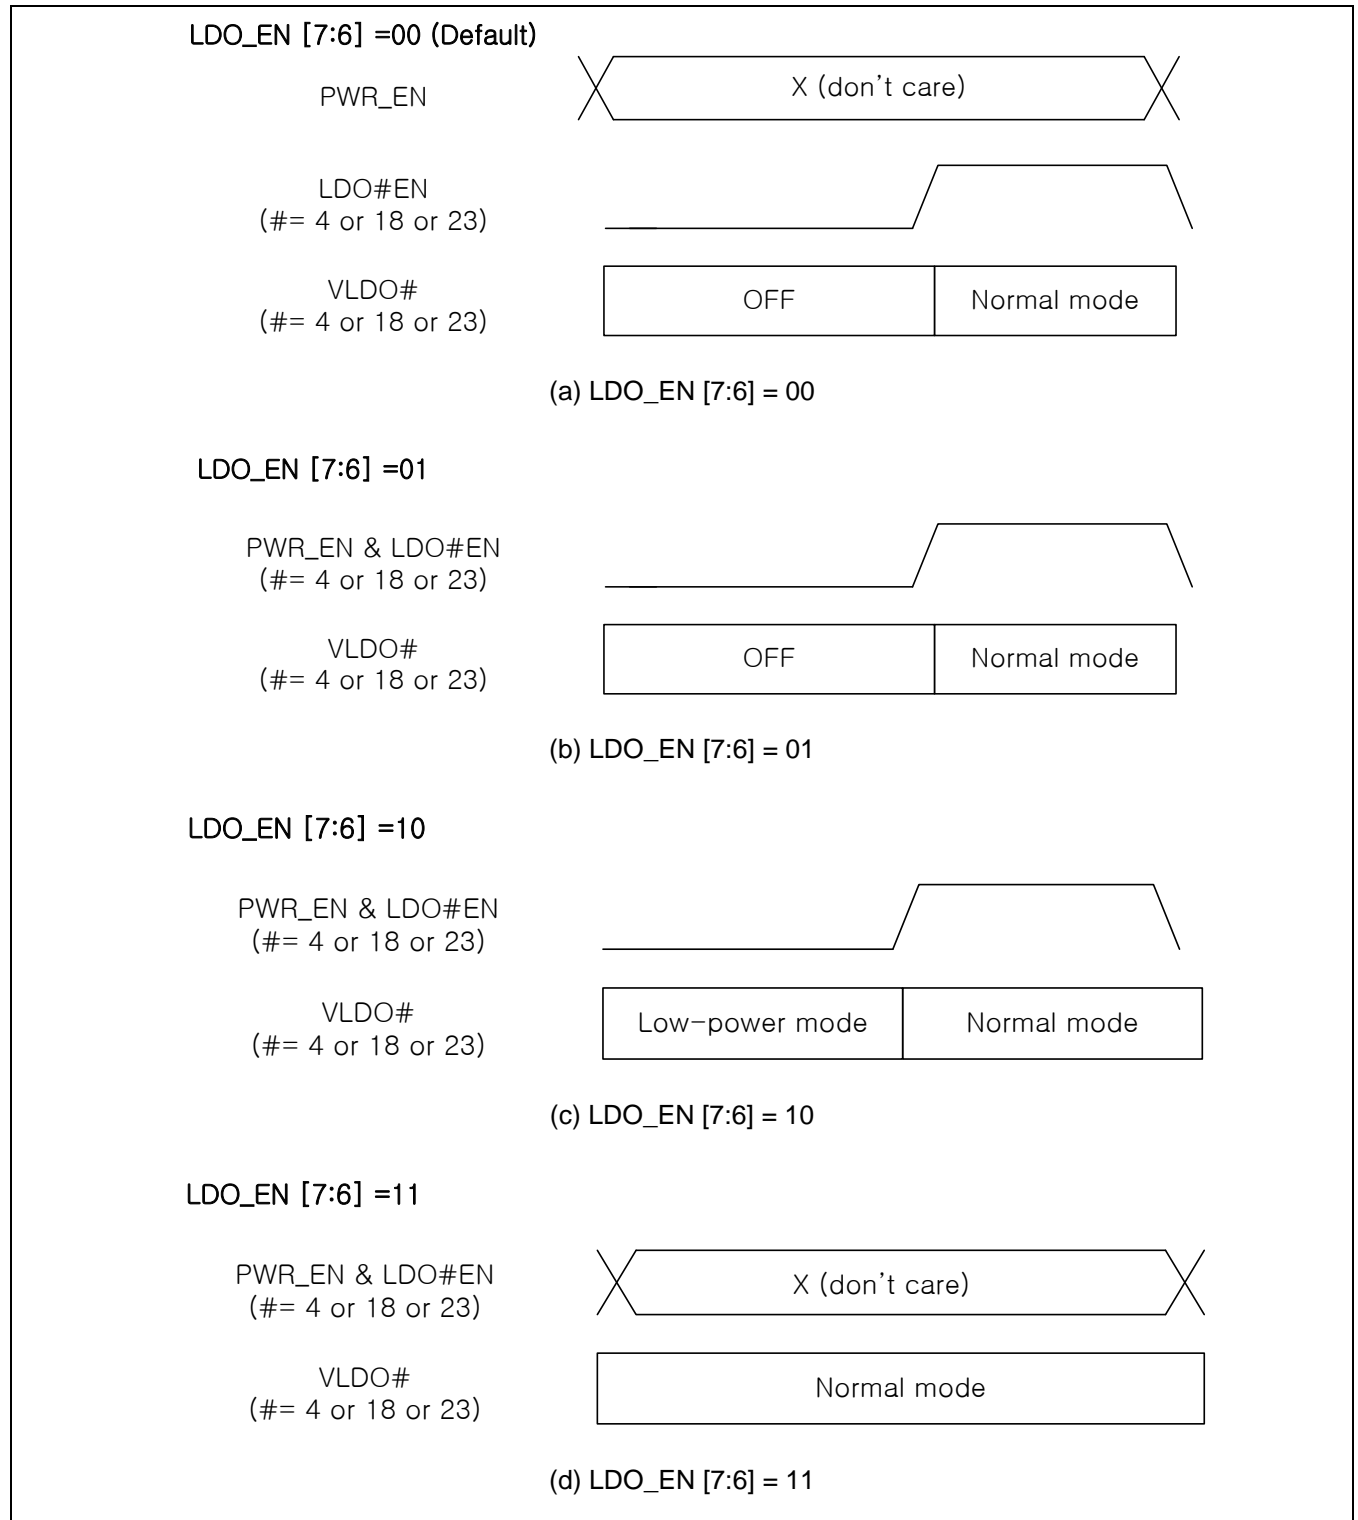 LDO_EN [7:6] =00 (Default)
PWR_EN
X (don't care)
LDO#EN
(#= 4 or 18 or 23)
VLDO#
(#= 4 or 18 or 23)
OFF
Normal mode
(a) LDO_EN [7:6] = 00
LDO_EN [7:6] =01
PWR_EN & LDO#EN
(#= 4 or 18 or 23)
VLDO#
(#= 4 or 18 or 23)
OFF
Normal mode
(b) LDO_EN [7:6] = 01
LDO_EN [7:6] =10
PWR_EN & LDO#EN
(#= 4 or 18 or 23)
VLDO#
(#= 4 or 18 or 23)
Low-power mode
Normal mode
(c) LDO_EN [7:6] = 10
LDO_EN [7:6] =11
PWR_EN & LDO#EN
(#= 4 or 18 or 23)
X (don't care)
VLDO#
(#= 4 or 18 or 23)
Normal mode
(d) LDO_EN [7:6] = 11